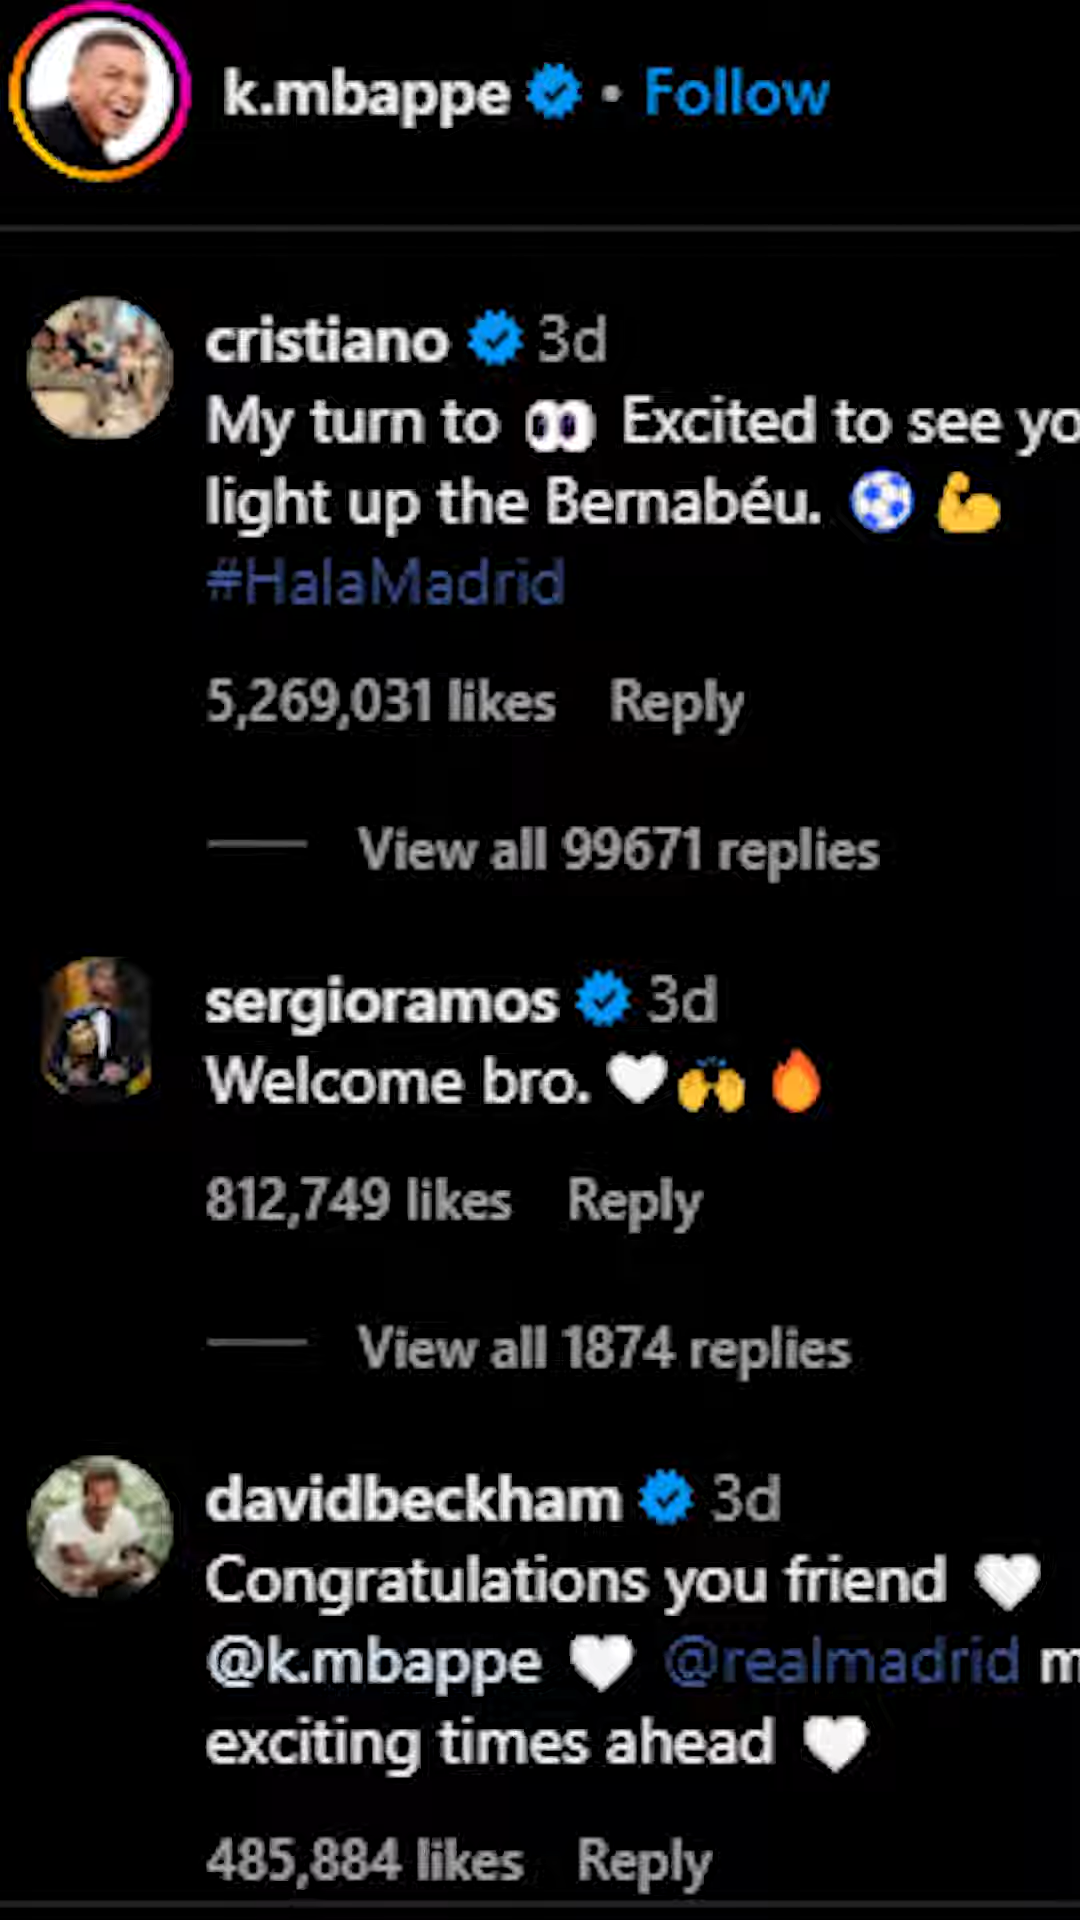 k.mbappe • Follow
cristiano 3d
My turn to 👀 Excited to see yo
light up the Bernabéu. ⚽ 💪
#HalaMadrid
5,269,031 likes Reply
View all 99671 replies
sergioramos 3d
Welcome bro. 🤍🙌 🔥
812,749 likes Reply
View all 1874 replies
davidbeckham 3d
Congratulations you friend 🤍
@k.mbappe 🤍 @realmadrid m
exciting times ahead 🤍
485,884 likes Reply